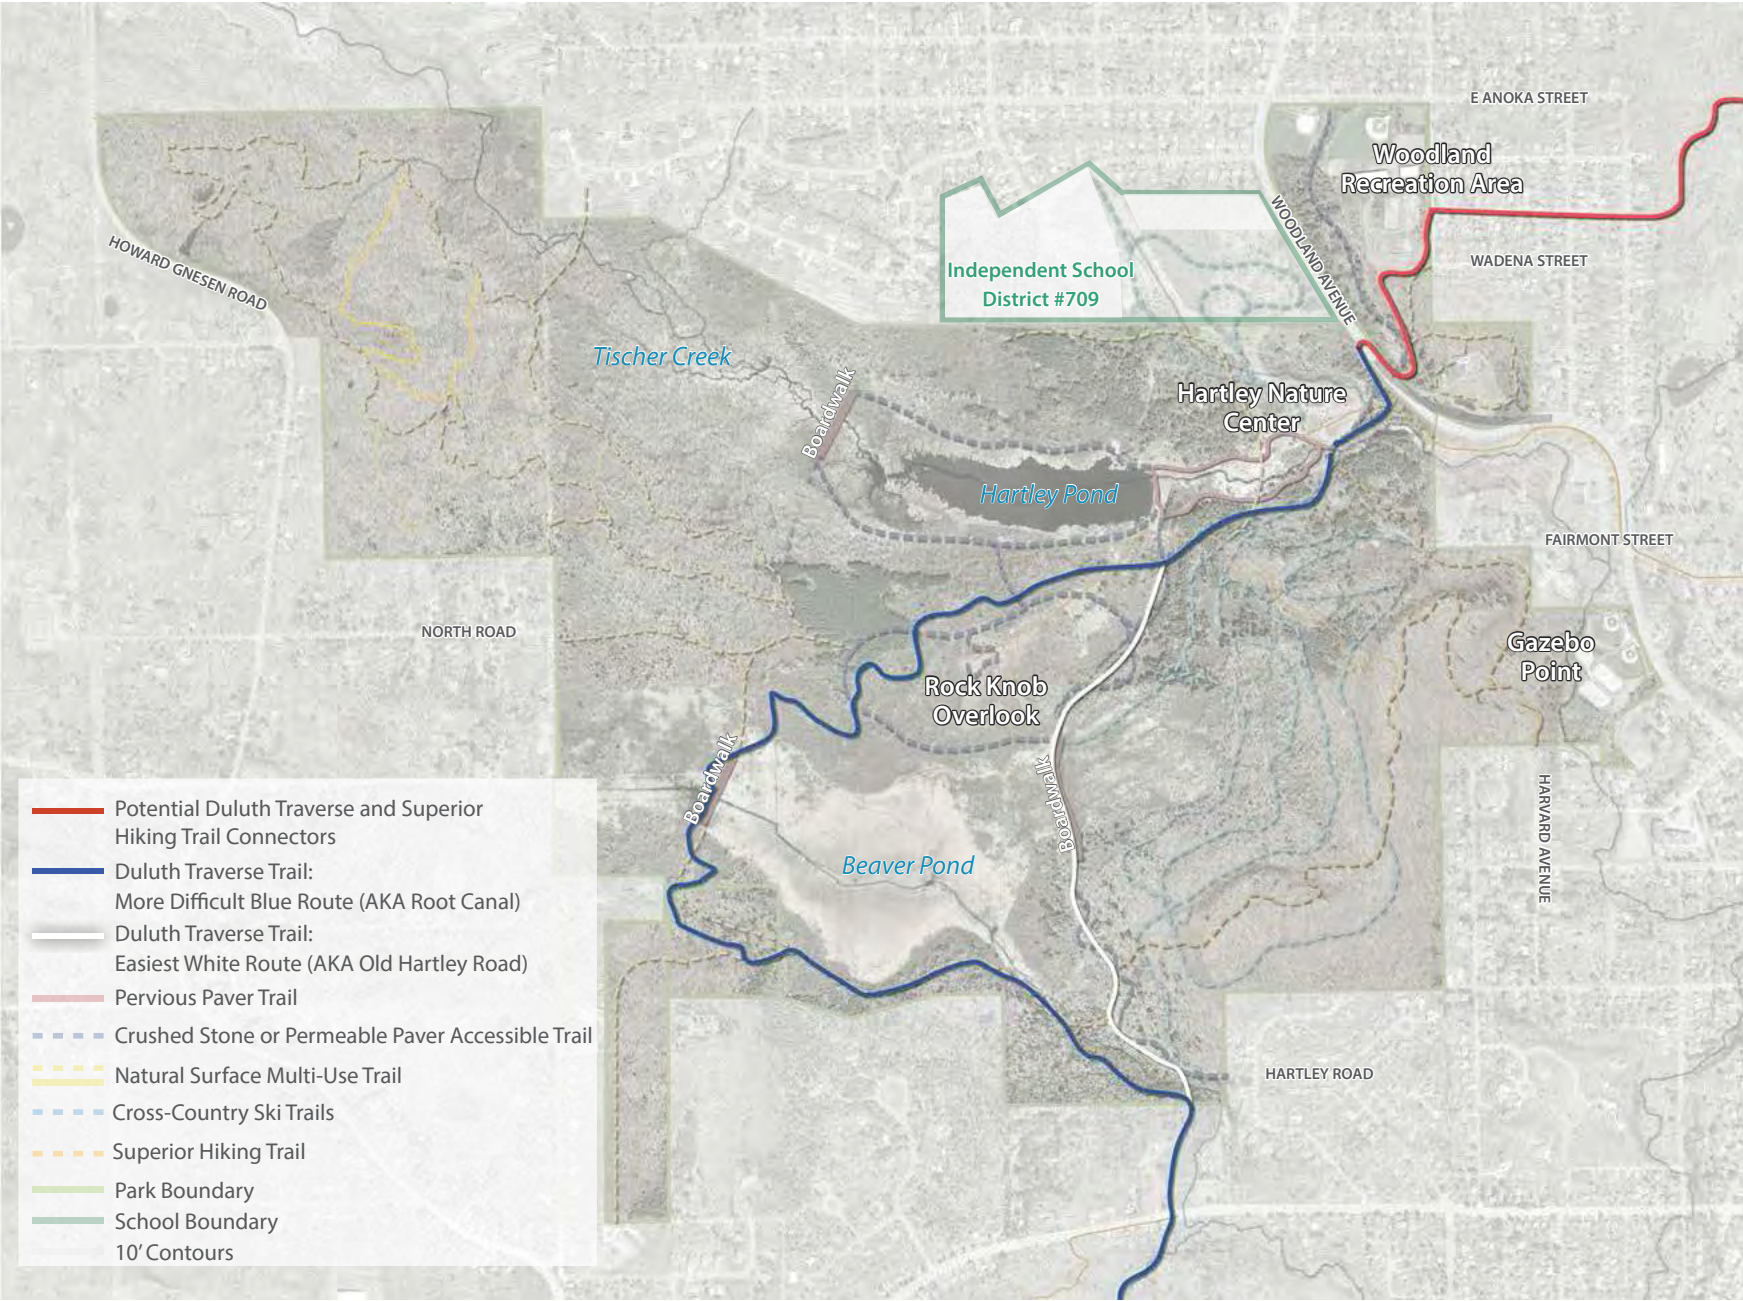 E ANOKA STREET
Woodland
Recreation Area
WOODLAND AVENUE
WADENA STREET
HOWARD GNESEN ROAD
Independent School
District #709
Tischer Creek
Boardwalk
Hartley Nature
Center
Hartley Pond
FAIRMONT STREET
NORTH ROAD
Gazebo
Point
Rock Knob
Overlook
Boardwalk
Boardwalk
HARVARD AVENUE
Beaver Pond
HARTLEY ROAD
Potential Duluth Traverse and Superior
Hiking Trail Connectors
Duluth Traverse Trail:
More Difficult Blue Route (AKA Root Canal)
Duluth Traverse Trail:
Easiest White Route (AKA Old Hartley Road)
Pervious Paver Trail
Crushed Stone or Permeable Paver Accessible Trail
Natural Surface Multi-Use Trail
Cross-Country Ski Trails
Superior Hiking Trail
Park Boundary
School Boundary
10' Contours